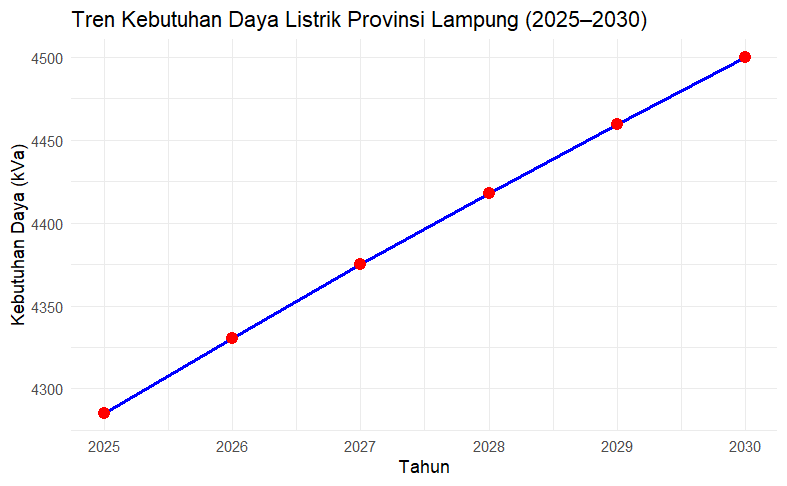 Tren Kebutuhan Daya Listrik Provinsi Lampung (2025–2030)
Kebutuhan Daya (kVa)
4500
4450
4400
4350
4300
2025 2026 2027 2028 2029 2030
Tahun